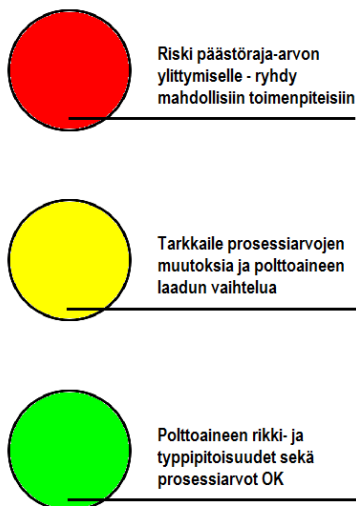 Riski päästöraja-arvon
ylittymiselle - ryhdy
mahdollisiin toimenpiteisiin
Tarkkaile prosessiarvojen
muutoksia ja polttoaineen
laadun vaihtelua
Polttoaineen rikki- ja
typpipitoisuudet sekä
prosessiarvot OK